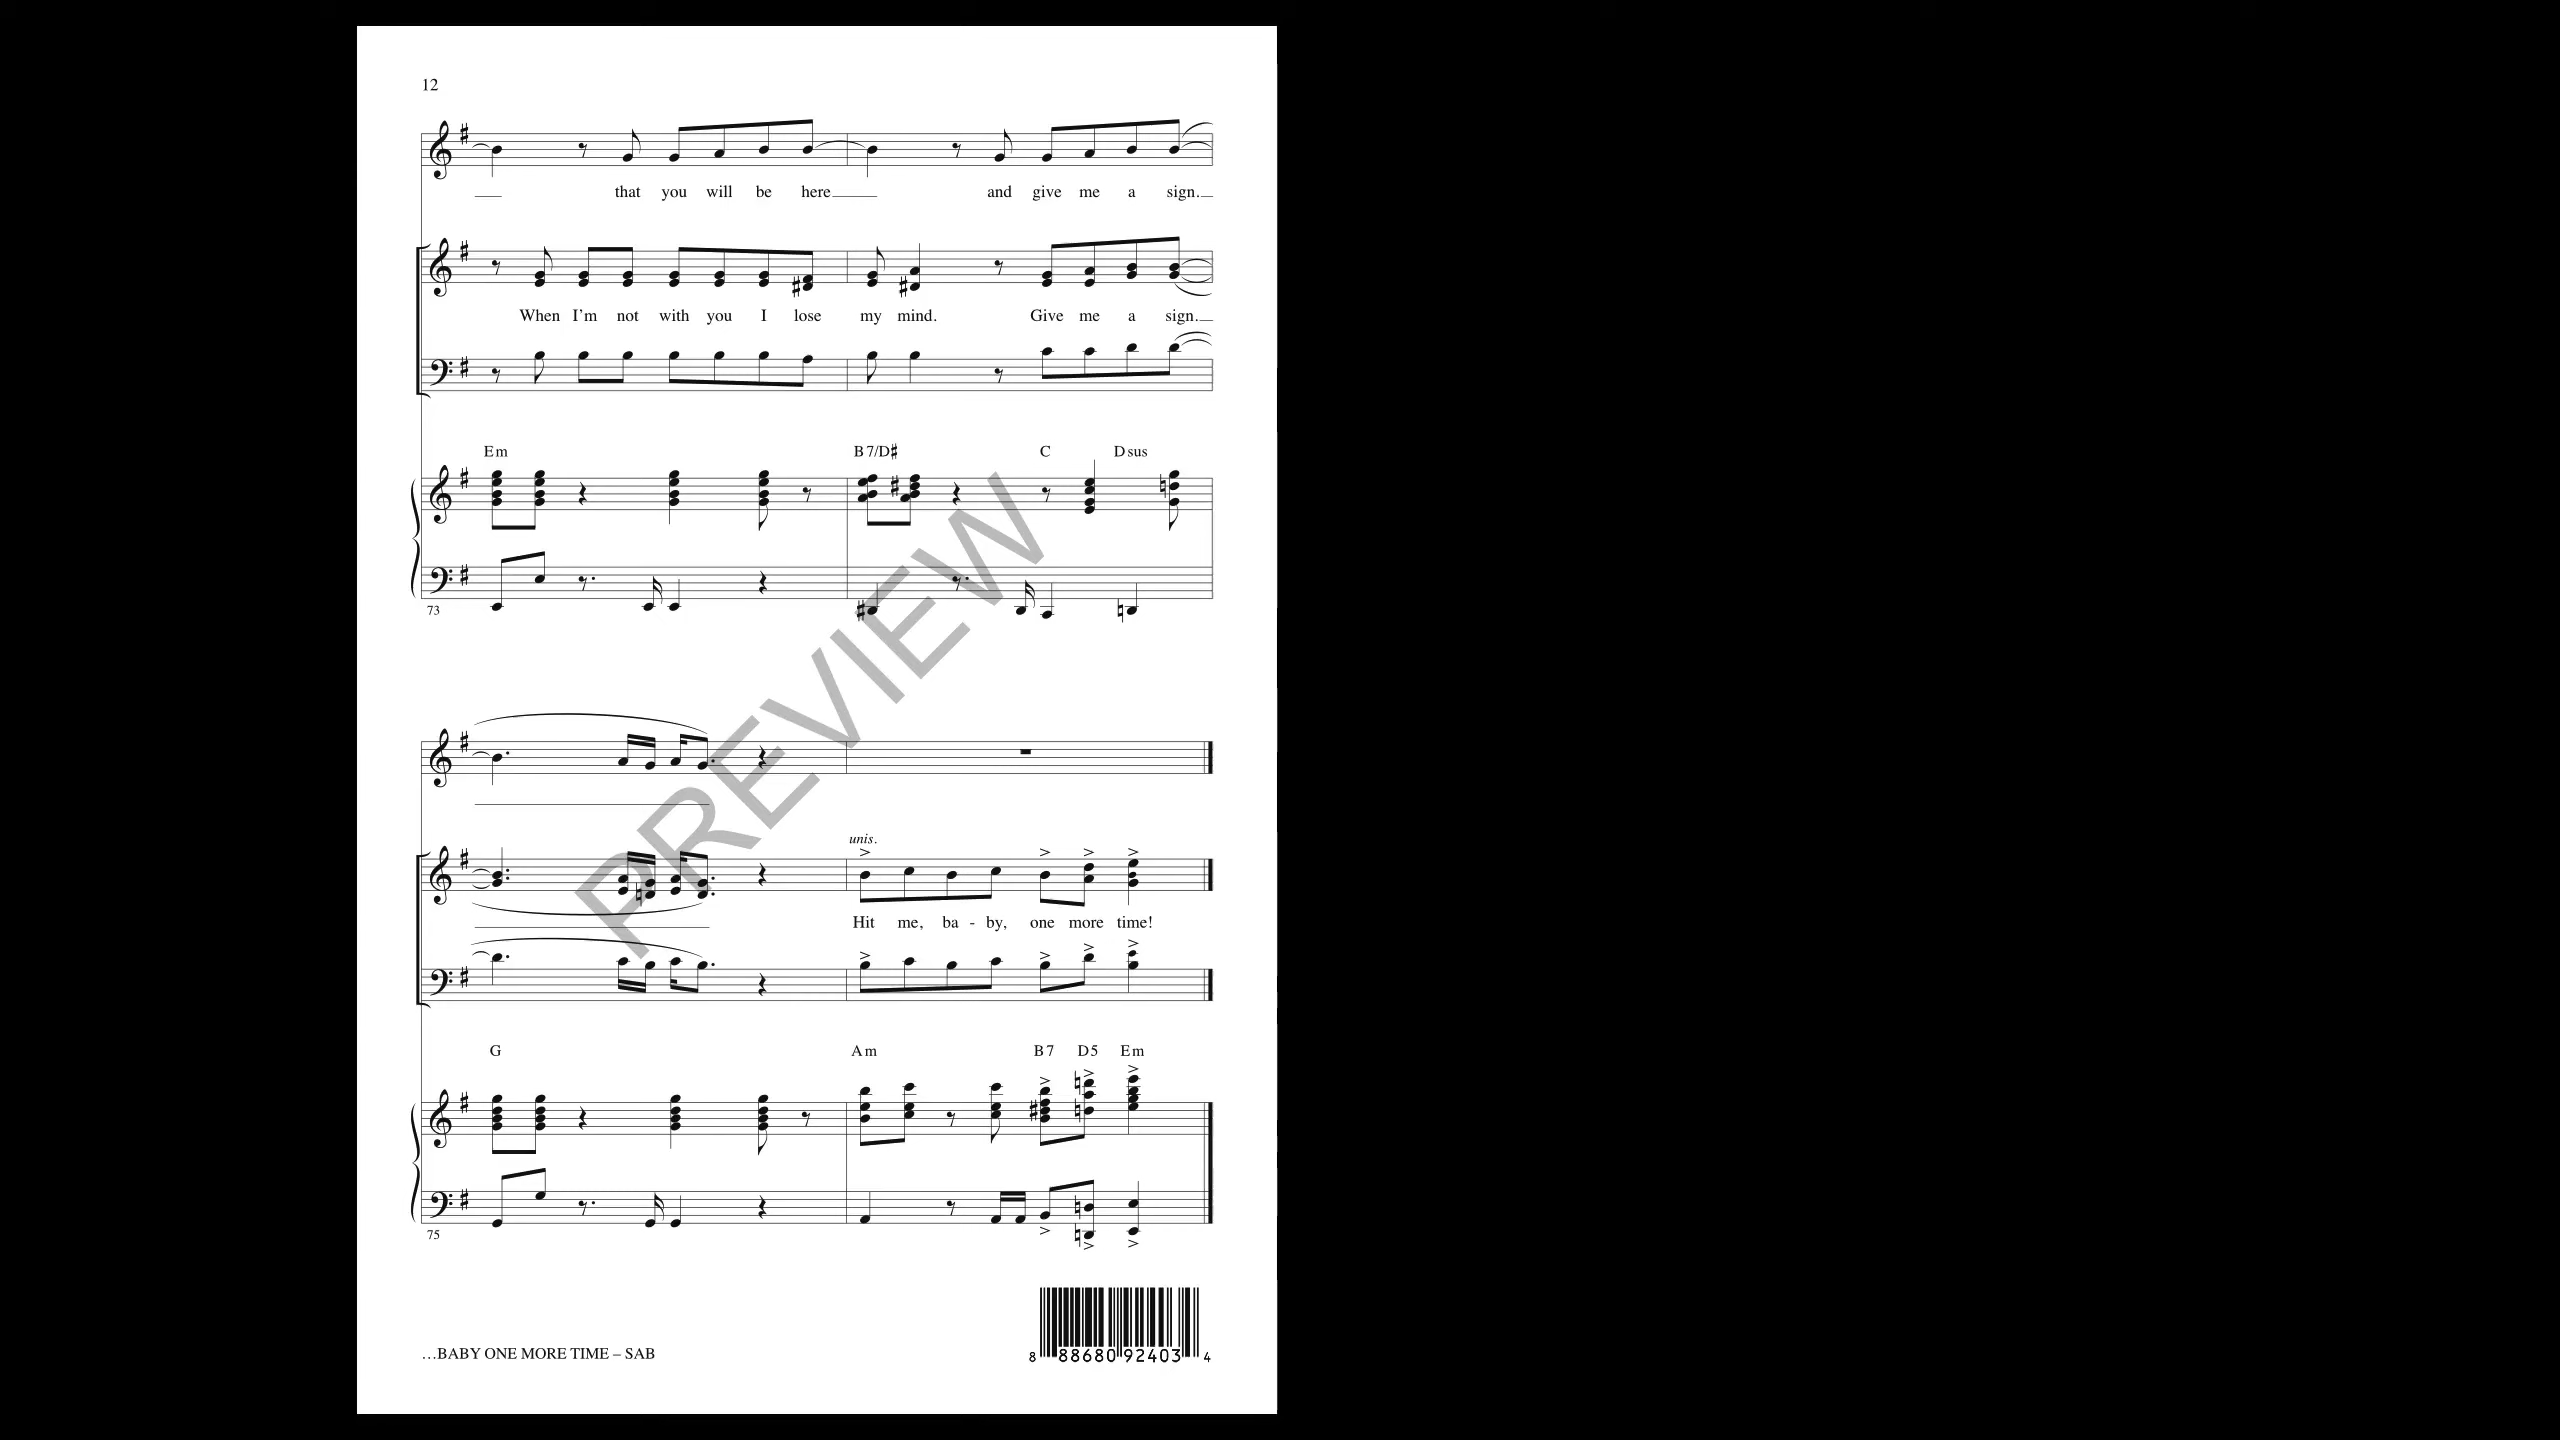 12
that you will be here and give me a sign.
When I'm not with you I lose my mind. Give me a sign.
Em B7/D♯ C Dsus
73
PREVIEW
unis.
Hit me, ba - by, one more time!
G Am B7 D5 Em
75
…BABY ONE MORE TIME – SAB
8 88680 92403 4